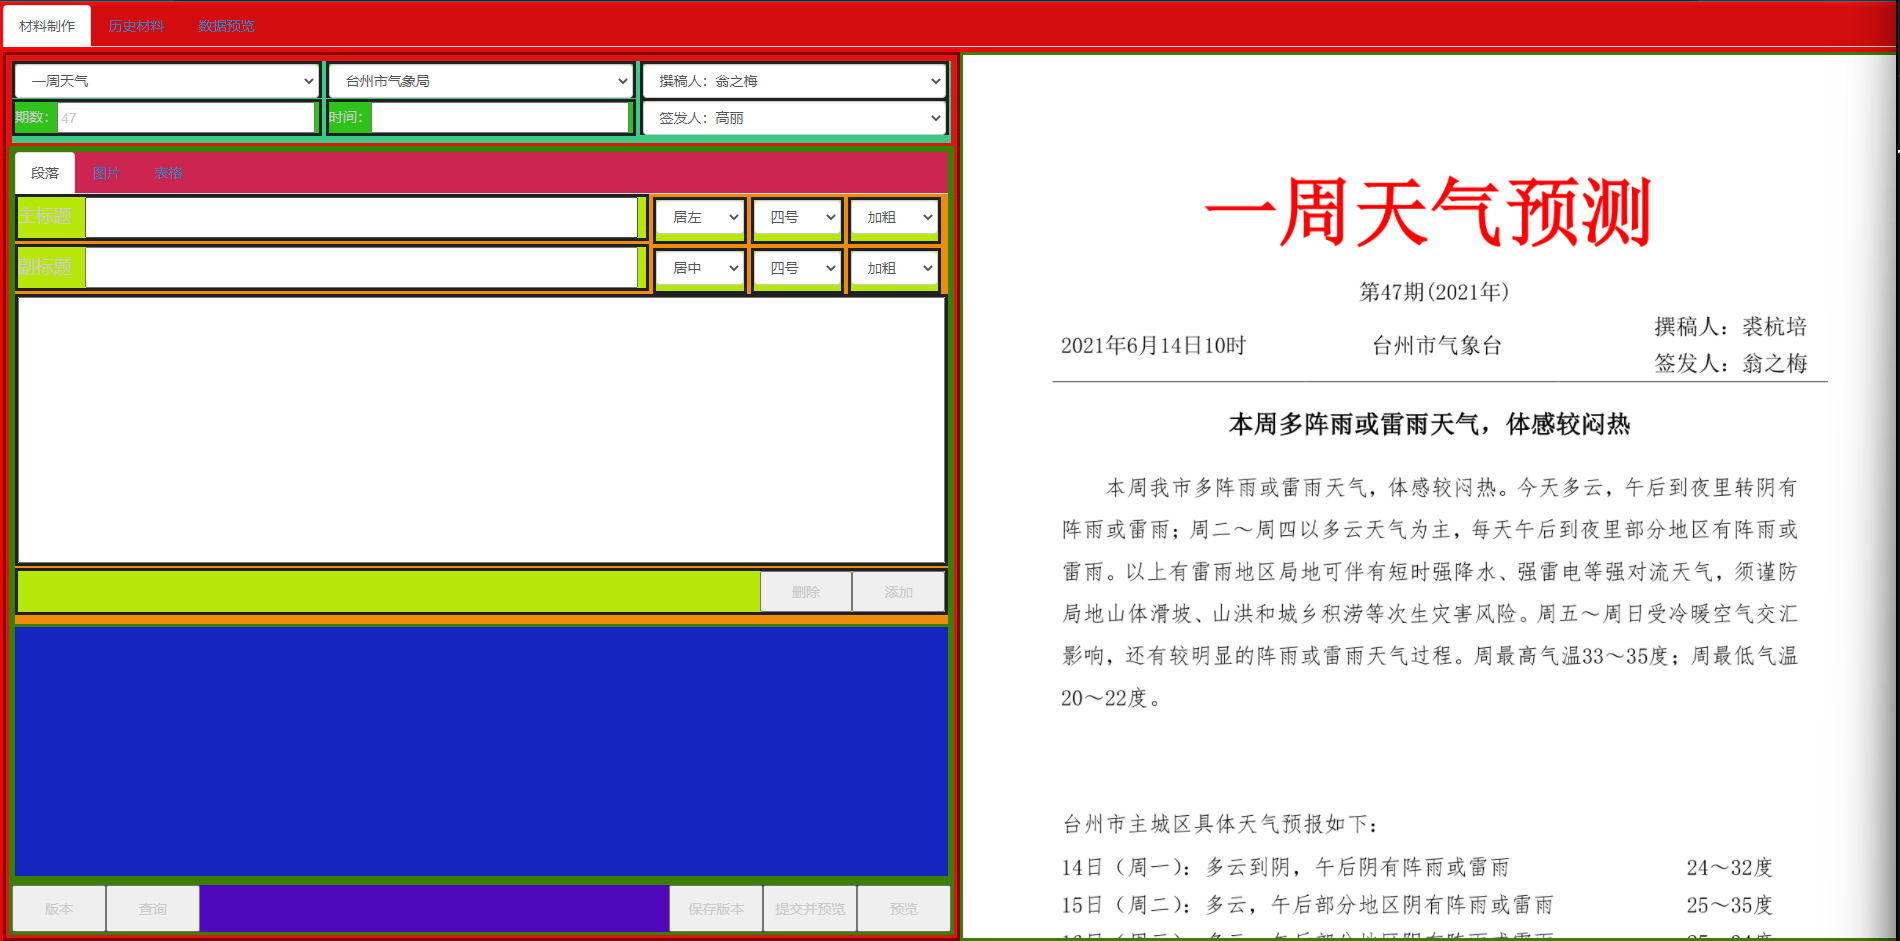 材料制作 历史材料 数据预览
一周天气 台州市气象局 撰稿人：翁之梅
期数： 47 时间： 签发人：高丽
段落 图片 表格
主标题 居左 四号 加粗
副标题 居中 四号 加粗
删除 添加
版本 查询 保存版本 提交并预览 预览
一周天气预测
第47期(2021年)
撰稿人：裘杭培
2021年6月14日10时 台州市气象台
签发人：翁之梅
本周多阵雨或雷雨天气，体感较闷热
本周我市多阵雨或雷雨天气，体感较闷热。今天多云，午后到夜里转阴有
阵雨或雷雨；周二～周四以多云天气为主，每天午后到夜里部分地区有阵雨或
雷雨。以上有雷雨地区局地可伴有短时强降水、强雷电等强对流天气，须谨防
局地山体滑坡、山洪和城乡积涝等次生灾害风险。周五～周日受冷暖空气交汇
影响，还有较明显的阵雨或雷雨天气过程。周最高气温33～35度；周最低气温
20～22度。
台州市主城区具体天气预报如下：
14日（周一）：多云到阴，午后阴有阵雨或雷雨 24～32度
15日（周二）：多云，午后部分地区阴有阵雨或雷雨 25～35度